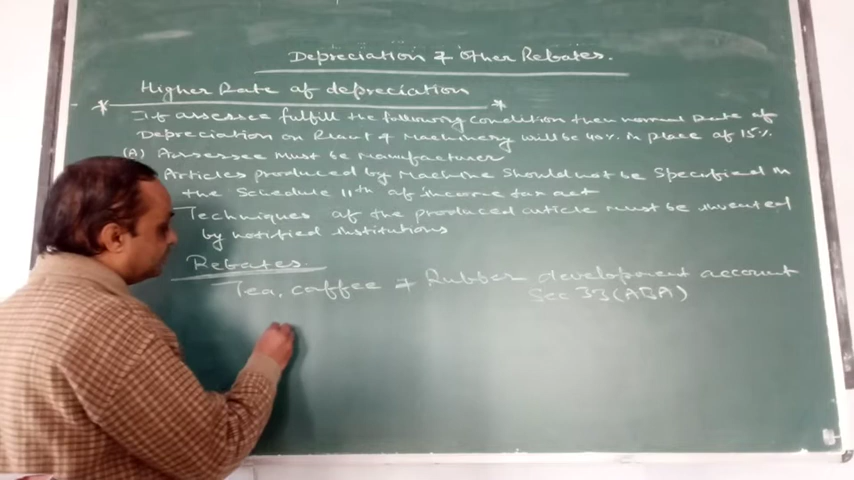 Depreciation & other Rebates.
Higher Rate of depreciation
If assessee fulfill the following condition then normal Rate of
Depreciation on Plant & Machinery will be 40% in place of 15%
(A) Assessee must be manufacturer
Articles produced by Machine should not be Specified in
the Schedule 11th of income tax act
Techniques of the produced article must be invented
by notified institutions
Rebates.
Tea, coffee & Rubber development account
Sec 33(ABA)